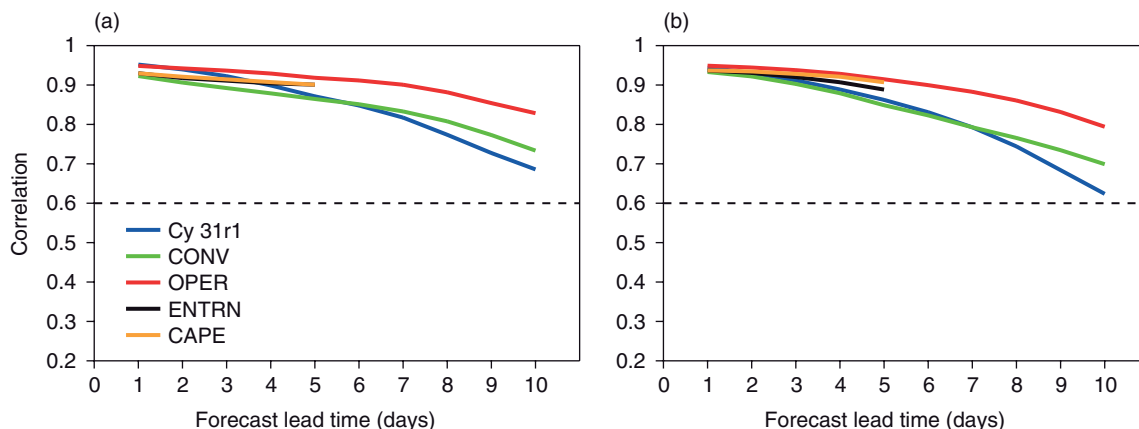 (a)
(b)
1
0.9
0.8
0.7
0.6
0.5
0.4
0.3
0.2
Correlation
Cy 31r1
CONV
OPER
ENTRN
CAPE
0 1 2 3 4 5 6 7 8 9 10
Forecast lead time (days)
1
0.9
0.8
0.7
0.6
0.5
0.4
0.3
0.2
0 1 2 3 4 5 6 7 8 9 10
Forecast lead time (days)